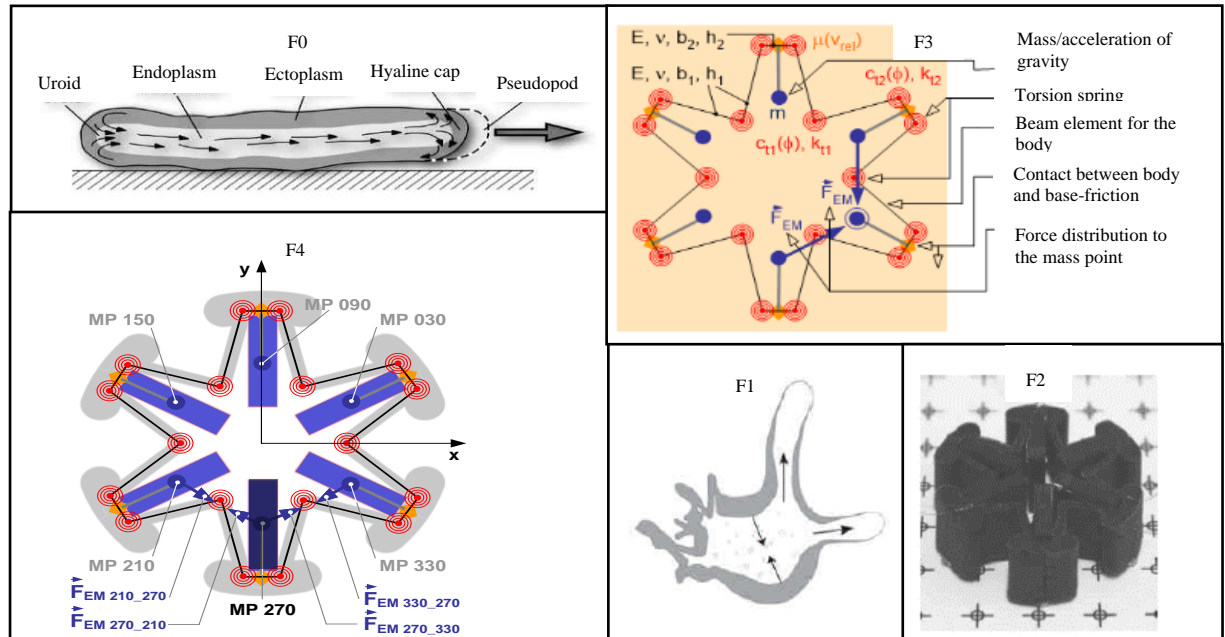 F0
Uroid
Endoplasm
Ectoplasm
Hyaline cap
Pseudopod
F3
E, ν, b2, h2
μ(vrel)
E, ν, b1, h1
ct2(ϕ), kt2
m
ct1(ϕ), kt1
FEM
FEM
Mass/acceleration of
gravity
Torsion spring
Beam element for the
body
Contact between body
and base-friction
Force distribution to
the mass point
F4
y
x
MP 090
MP 150
MP 030
MP 210
MP 330
MP 270
FEM 210_270
FEM 270_210
FEM 330_270
FEM 270_330
F1
F2